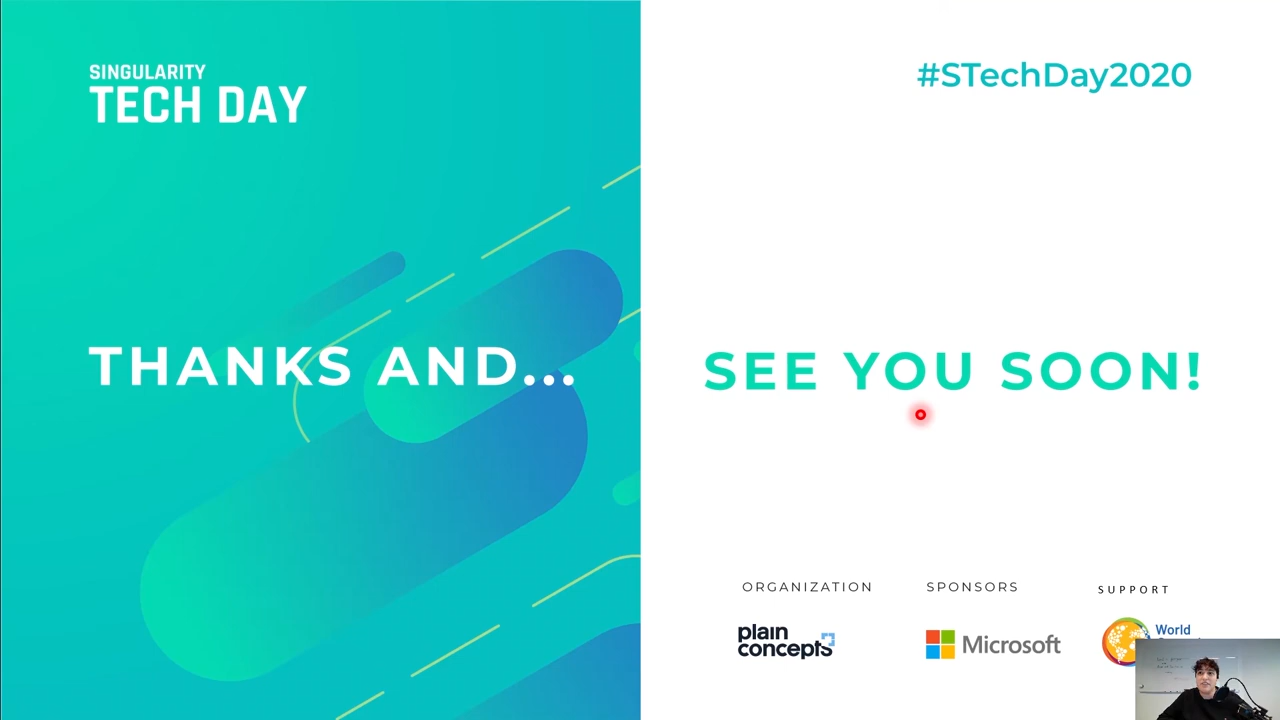 SINGULARITY
TECH DAY
THANKS AND...
#STechDay2020
SEE YOU SOON!
ORGANIZATION
plain
concepts
SPONSORS
Microsoft
SUPPORT
World